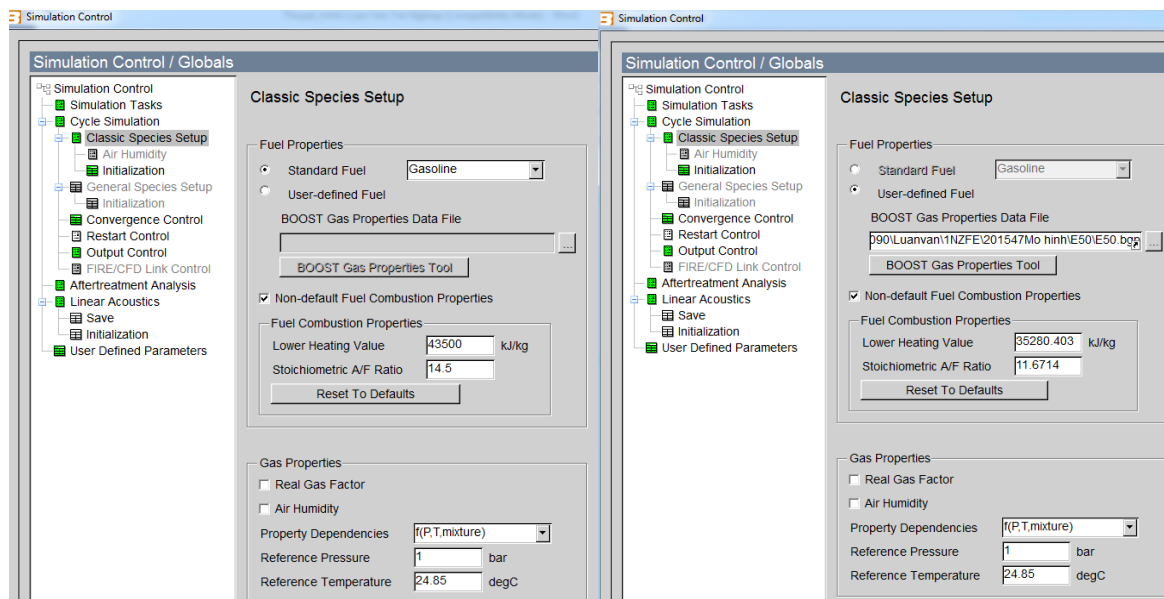 Simulation Control
Simulation Control / Globals
Simulation Control
Simulation Tasks
Cycle Simulation
Classic Species Setup
Air Humidity
Initialization
General Species Setup
Initialization
Convergence Control
Restart Control
Output Control
FIRE/CFD Link Control
Aftertreatment Analysis
Linear Acoustics
Save
Initialization
User Defined Parameters
Classic Species Setup
Fuel Properties
Standard Fuel Gasoline
User-defined Fuel
BOOST Gas Properties Data File
...
BOOST Gas Properties Tool
Non-default Fuel Combustion Properties
Fuel Combustion Properties
Lower Heating Value 43500 kJ/kg
Stoichiometric A/F Ratio 14.5
Reset To Defaults
Gas Properties
Real Gas Factor
Air Humidity
Property Dependencies f(P,T,mixture)
Reference Pressure 1 bar
Reference Temperature 24.85 degC
Simulation Control
Simulation Control / Globals
Simulation Control
Simulation Tasks
Cycle Simulation
Classic Species Setup
Air Humidity
Initialization
General Species Setup
Initialization
Convergence Control
Restart Control
Output Control
FIRE/CFD Link Control
Aftertreatment Analysis
Linear Acoustics
Save
Initialization
User Defined Parameters
Classic Species Setup
Fuel Properties
Standard Fuel Gasoline
User-defined Fuel
BOOST Gas Properties Data File
090\Luanvan\1NZFE\201547Mo hinh\E50\E50.bgp ...
BOOST Gas Properties Tool
Non-default Fuel Combustion Properties
Fuel Combustion Properties
Lower Heating Value 35280.403 kJ/kg
Stoichiometric A/F Ratio 11.6714
Reset To Defaults
Gas Properties
Real Gas Factor
Air Humidity
Property Dependencies f(P,T,mixture)
Reference Pressure 1 bar
Reference Temperature 24.85 degC